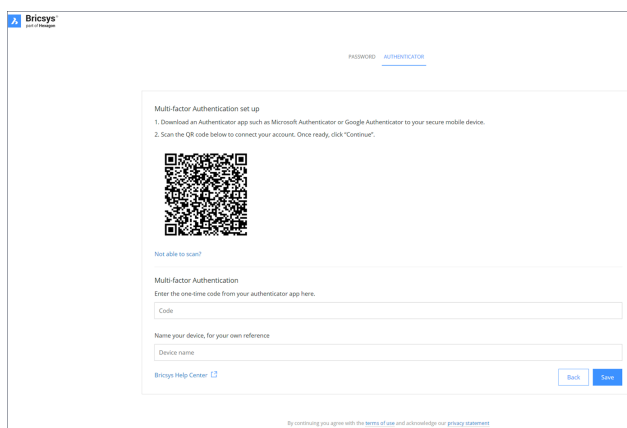 Bricsys®
part of Hexagon
PASSWORD AUTHENTICATOR
Multi-factor Authentication set up
1. Download an Authenticator app such as Microsoft Authenticator or Google Authenticator to your secure mobile device.
2. Scan the QR code below to connect your account. Once ready, click “Continue”.
Not able to scan?
Multi-factor Authentication
Enter the one-time code from your authenticator app here.
Code
Name your device, for your own reference
Device name
Bricsys Help Center
Back Save
By continuing you agree with the terms of use and acknowledge our privacy statement